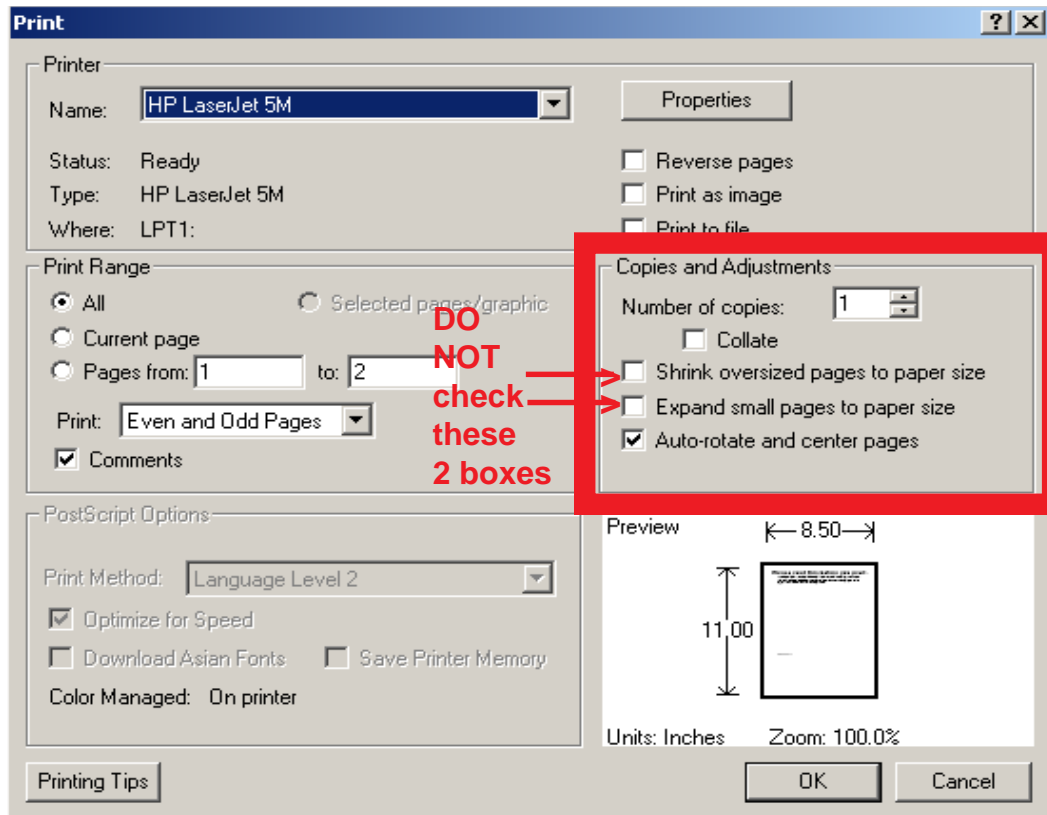 Print
Printer
Name: HP LaserJet 5M
Properties
Status: Ready
Type: HP LaserJet 5M
Where: LPT1:
Reverse pages
Print as image
Print to file
Print Range
All
Selected pages/graphic
Current page
Pages from: 1 to: 2
Print: Even and Odd Pages
Comments
DO
NOT
check
these
2 boxes
Copies and Adjustments
Number of copies: 1
Collate
Shrink oversized pages to paper size
Expand small pages to paper size
Auto-rotate and center pages
PostScript Options
Print Method: Language Level 2
Optimize for Speed
Download Asian Fonts
Save Printer Memory
Color Managed: On printer
Preview
8.50
11.00
Units: Inches Zoom: 100.0%
Printing Tips
OK
Cancel